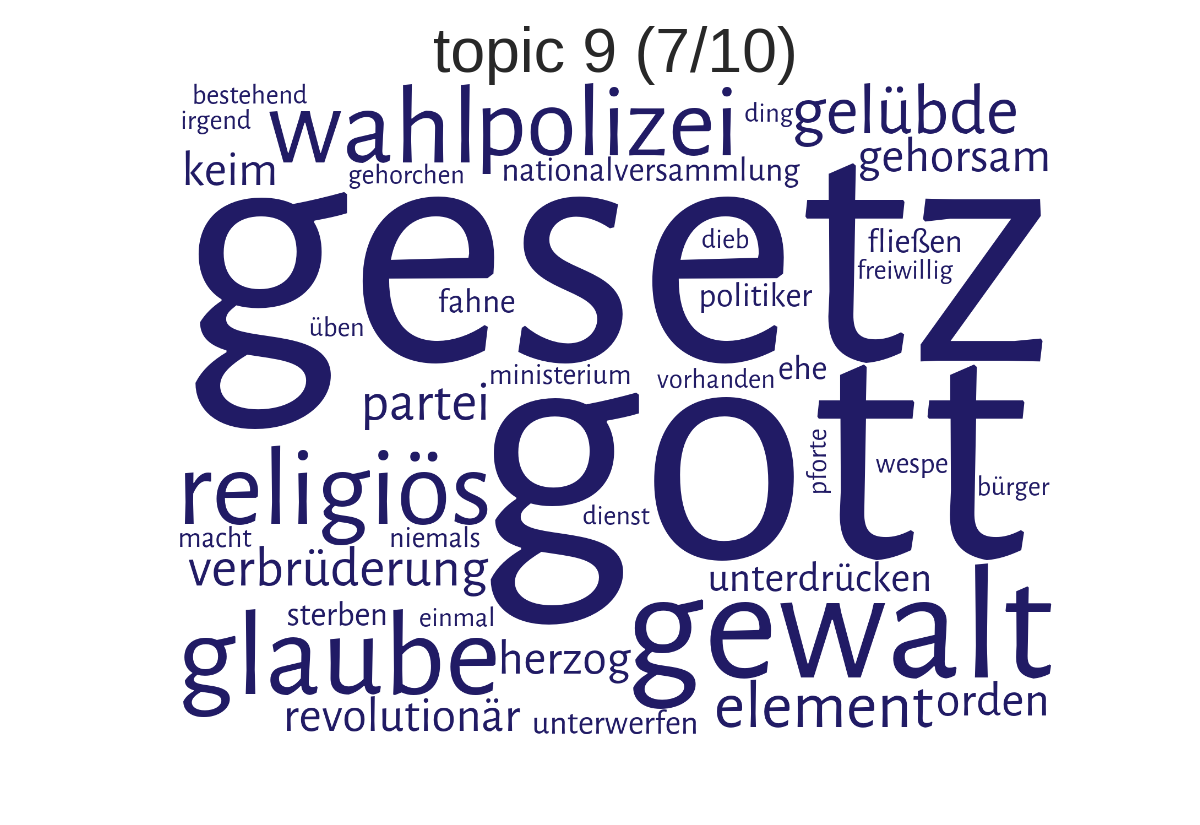 topic 9 (7/10)
bestehend
irgend
wahl
polizei
ding
gelübde
keim
gehorchen
nationalversammlung
gehorsam
gesetz
dieb
fließen
freiwillig
fahne
politiker
üben
ministerium
vorhanden
ehe
partei
gott
religiös
pforte
wespe
bürger
dienst
macht
niemals
verbrüderung
unterdrücken
sterben
einmal
gewalt
glaube
herzog
element
orden
revolutionär
unterwerfen